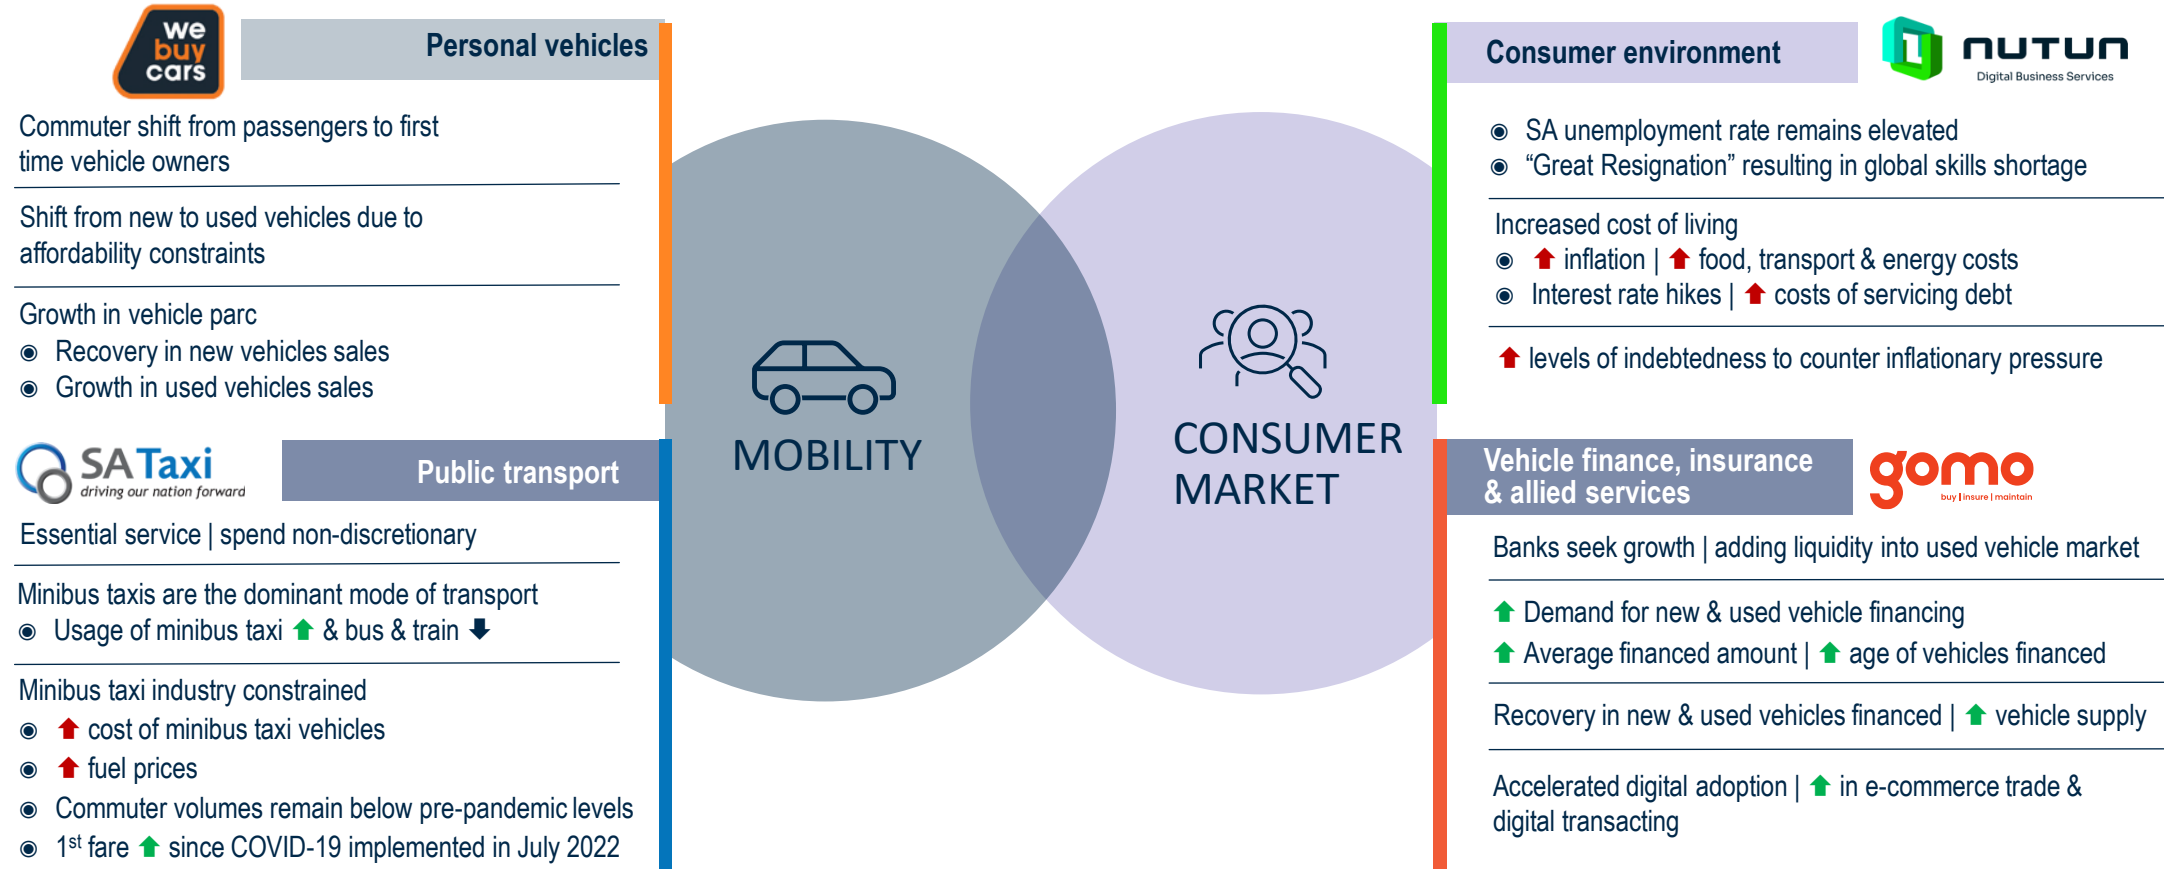 we
buy
cars
Personal vehicles
Commuter shift from passengers to first
time vehicle owners
Shift from new to used vehicles due to
affordability constraints
Growth in vehicle parc
◉ Recovery in new vehicles sales
◉ Growth in used vehicles sales
SA Taxi
driving our nation forward
Public transport
Essential service | spend non-discretionary
Minibus taxis are the dominant mode of transport
◉ Usage of minibus taxi ⬆ & bus & train ⬇
Minibus taxi industry constrained
◉ ⬆ cost of minibus taxi vehicles
◉ ⬆ fuel prices
◉ Commuter volumes remain below pre-pandemic levels
◉ 1st fare ⬆ since COVID-19 implemented in July 2022
MOBILITY
CONSUMER
MARKET
Consumer environment
nutun
Digital Business Services
◉ SA unemployment rate remains elevated
◉ “Great Resignation” resulting in global skills shortage
Increased cost of living
◉ ⬆ inflation | ⬆ food, transport & energy costs
◉ Interest rate hikes | ⬆ costs of servicing debt
⬆ levels of indebtedness to counter inflationary pressure
Vehicle finance, insurance
& allied services
gomo
buy | insure | maintain
Banks seek growth | adding liquidity into used vehicle market
⬆ Demand for new & used vehicle financing
⬆ Average financed amount | ⬆ age of vehicles financed
Recovery in new & used vehicles financed | ⬆ vehicle supply
Accelerated digital adoption | ⬆ in e-commerce trade &
digital transacting